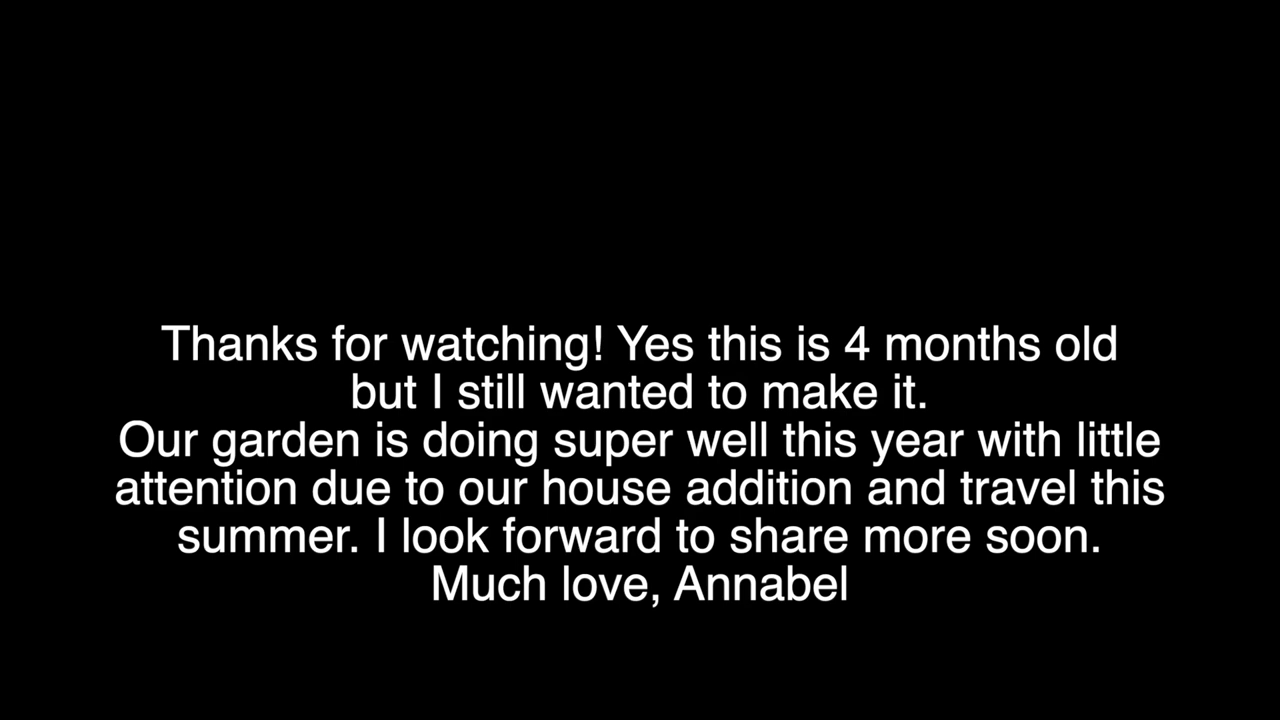 Thanks for watching! Yes this is 4 months old
but I still wanted to make it.
Our garden is doing super well this year with little
attention due to our house addition and travel this
summer. I look forward to share more soon.
Much love, Annabel